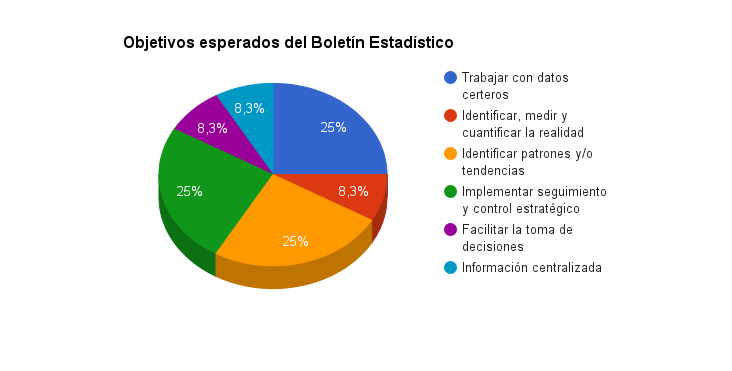 Objetivos esperados del Boletín Estadístico
8,3%
25%
8,3%
25%
8,3%
25%
Trabajar con datos
certeros
Identificar, medir y
cuantificar la realidad
Identificar patrones y/o
tendencias
Implementar seguimiento
y control estratégico
Facilitar la toma de
decisiones
Información centralizada